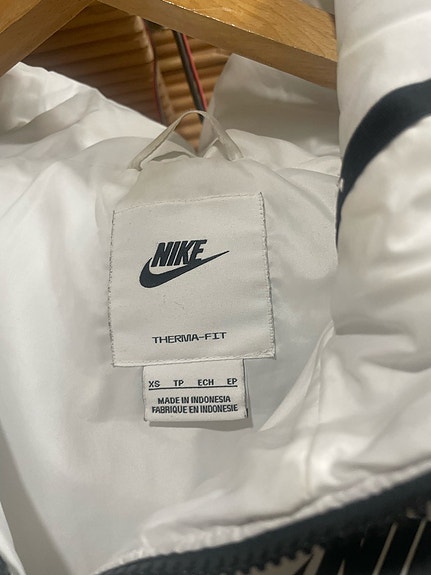 NIKE
THERMA-FIT
XS TP ECH EP
MADE IN INDONESIA
FABRIQUE EN INDONESIE